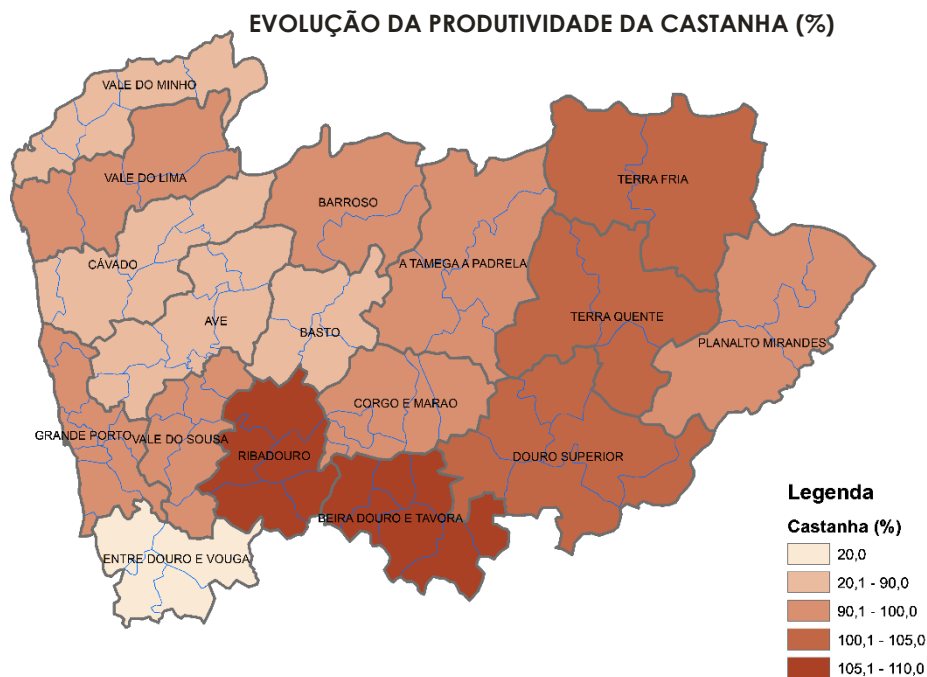 EVOLUÇÃO DA PRODUTIVIDADE DA CASTANHA (%)
VALE DO MINHO
VALE DO LIMA
BARROSO
TERRA FRIA
CÁVADO
A TAMEGA A PADRELA
AVE
BASTO
TERRA QUENTE
PLANALTO MIRANDES
CORGO E MARAO
GRANDE PORTO
VALE DO SOUSA
RIBADOURO
DOURO SUPERIOR
BEIRA DOURO E TAVORA
ENTRE DOURO E VOUGA
Legenda
Castanha (%)
20,0
20,1 - 90,0
90,1 - 100,0
100,1 - 105,0
105,1 - 110,0